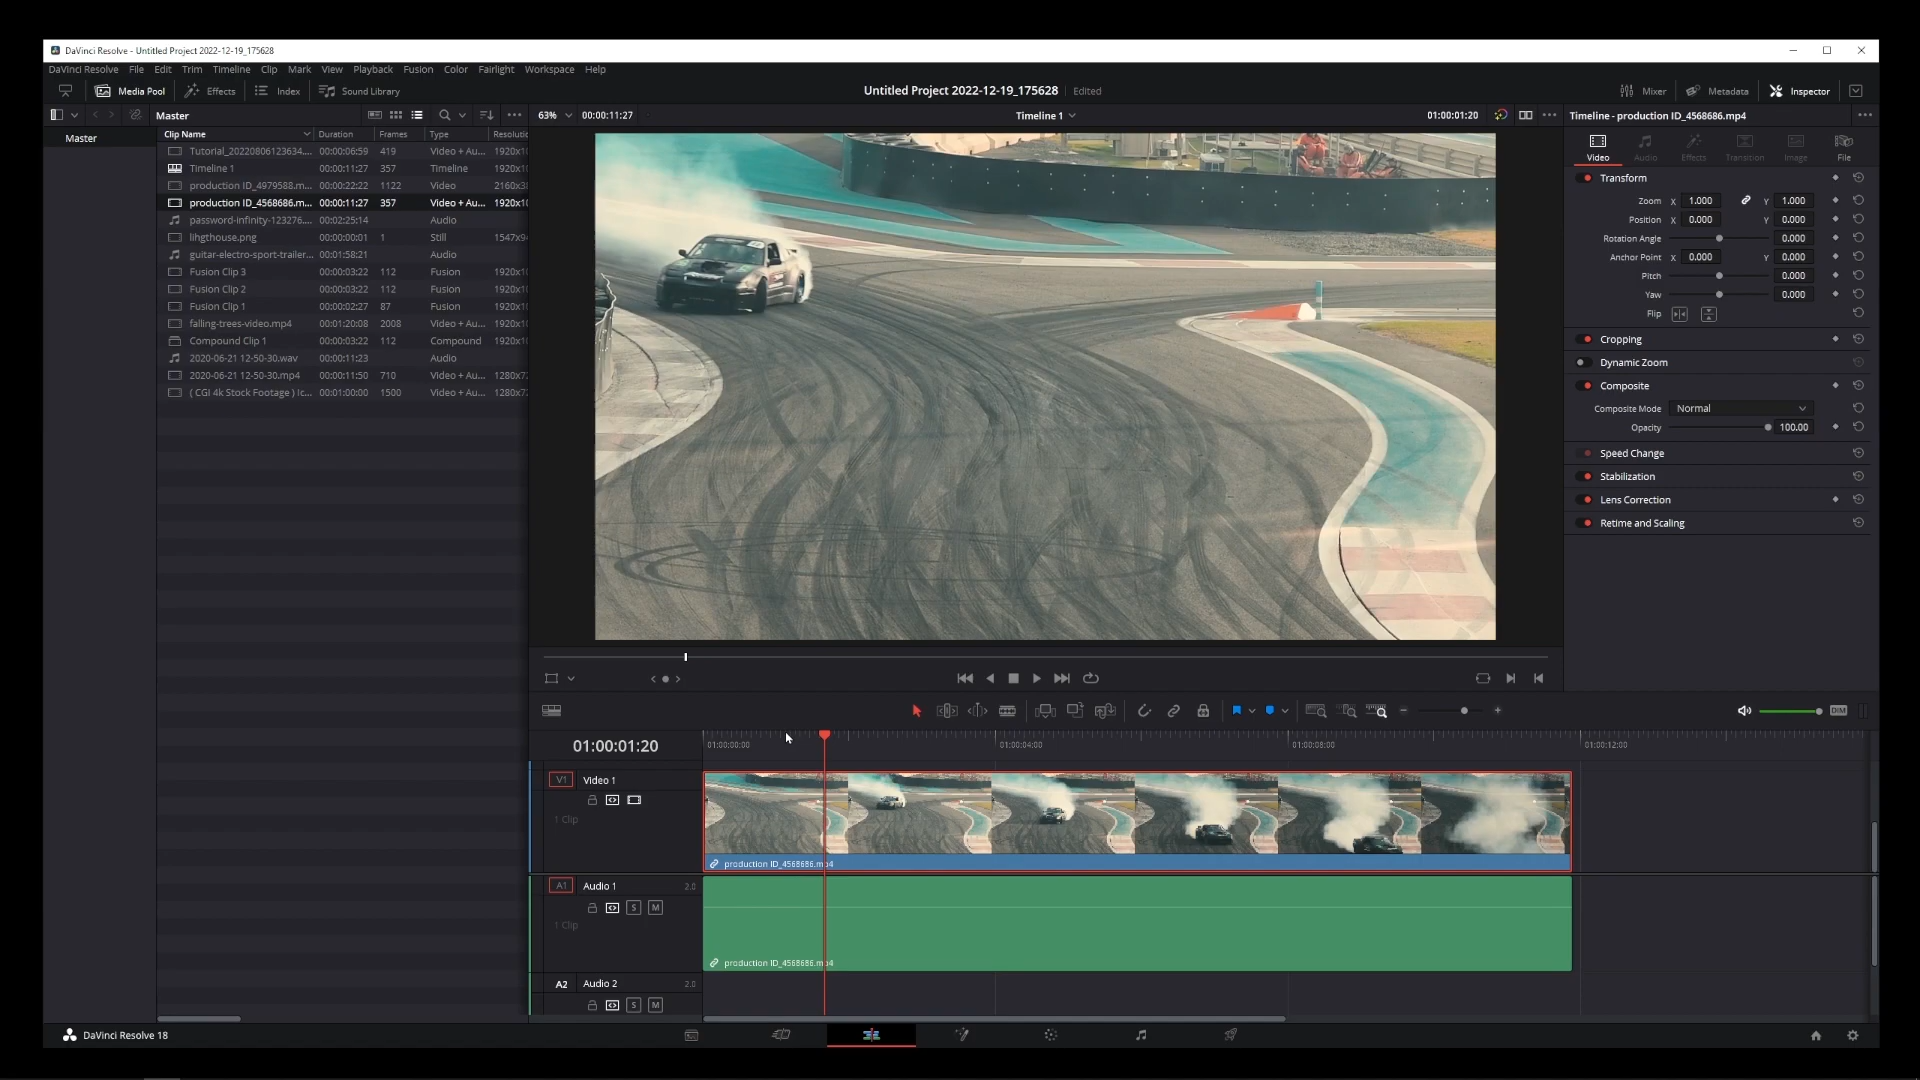 DaVinci Resolve - Untitled Project 2022-12-19_175628
DaVinci Resolve File Edit Trim Timeline Clip Mark View Playback Fusion Color Fairlight Workspace Help
Media Pool Effects Index Sound Library Untitled Project 2022-12-19_175628 Edited Mixer Metadata Inspector
Master 63% 00:00:11:27 Timeline 1 01:00:01:20 Timeline - production ID_4568686.mp4
Master
Clip Name Duration Frames Type Resolutio
Tutorial_20220806123634.... 00:00:06:59 419 Video + Au... 1920x10
Timeline 1 00:00:11:27 357 Timeline 1920x10
production ID_4979588.m... 00:00:22:22 1122 Video 2160x38
production ID_4568686.m... 00:00:11:27 357 Video + Au... 1920x10
password-infinity-123276.... 00:02:25:14 Audio
lihgthouse.png 00:00:00:01 1 Still 1547x94
guitar-electro-sport-trailer... 00:01:58:21 Audio
Fusion Clip 3 00:00:03:22 112 Fusion 1920x10
Fusion Clip 2 00:00:03:22 112 Fusion 1920x10
Fusion Clip 1 00:00:02:27 87 Fusion 1920x10
falling-trees-video.mp4 00:01:20:08 2008 Video + Au... 1920x10
Compound Clip 1 00:00:03:22 112 Compound 1920x10
2020-06-21 12-50-30.wav 00:00:11:23 Audio
2020-06-21 12-50-30.mp4 00:00:11:50 710 Video + Au... 1280x72
( CGI 4k Stock Footage ) Ic... 00:01:00:00 1500 Video + Au... 1280x72
Video Audio Effects Transition Image File
Transform
Zoom X 1.000 Y 1.000
Position X 0.000 Y 0.000
Rotation Angle 0.000
Anchor Point X 0.000 Y 0.000
Pitch 0.000
Yaw 0.000
Flip
Cropping
Dynamic Zoom
Composite
Composite Mode Normal
Opacity 100.00
Speed Change
Stabilization
Lens Correction
Retime and Scaling
DIM
01:00:01:20 01:00:00:00 01:00:04:00 01:00:08:00 01:00:12:00
V1 Video 1
1 Clip
production ID_4568686.mp4
A1 Audio 1 2.0
S M
1 Clip
production ID_4568686.mp4
A2 Audio 2 2.0
S M
DaVinci Resolve 18